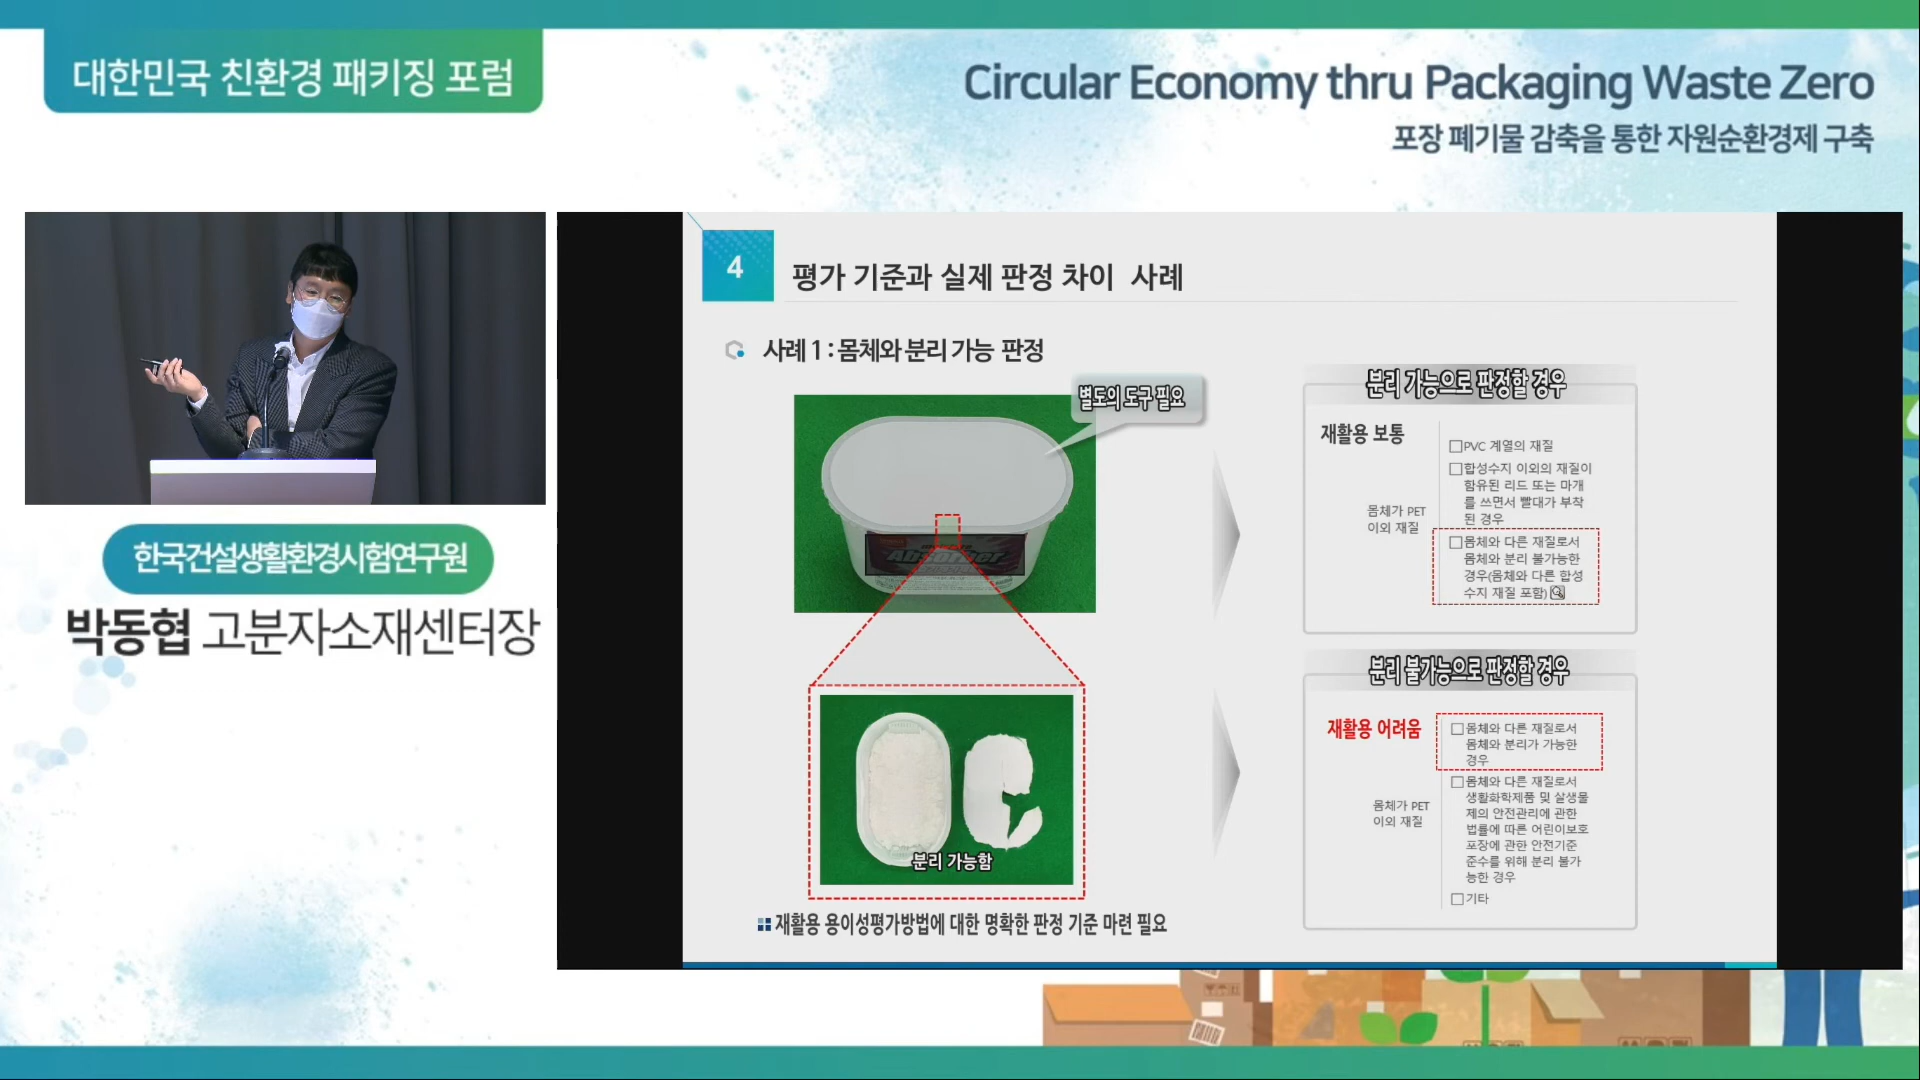 대한민국 친환경 패키징 포럼
Circular Economy thru Packaging Waste Zero
포장 폐기물 감축을 통한 자원순환경제 구축
한국건설생활환경시험연구원
박동협 고분자소재센터장
4
평가 기준과 실제 판정 차이 사례
사례 1 : 몸체와 분리 가능 판정
별도의 도구 필요
Absorber
분리 가능함
재활용 용이성평가방법에 대한 명확한 판정 기준 마련 필요
분리 가능으로 판정할 경우
재활용 보통
몸체가 PET
이외 재질
□PVC 계열의 재질
□합성수지 이외의 재질이
함유된 리드 또는 마개
를 쓰면서 빨대가 부착
된 경우
□몸체와 다른 재질로서
몸체와 분리 불가능한
경우(몸체와 다른 합성
수지 재질 포함)
분리 불가능으로 판정할 경우
재활용 어려움
몸체가 PET
이외 재질
□몸체와 다른 재질로서
몸체와 분리가 가능한
경우
□몸체와 다른 재질로서
생활화학제품 및 살생물
제의 안전관리에 관한
법률에 따른 어린이보호
포장에 관한 안전기준
준수를 위해 분리 불가
능한 경우
□기타